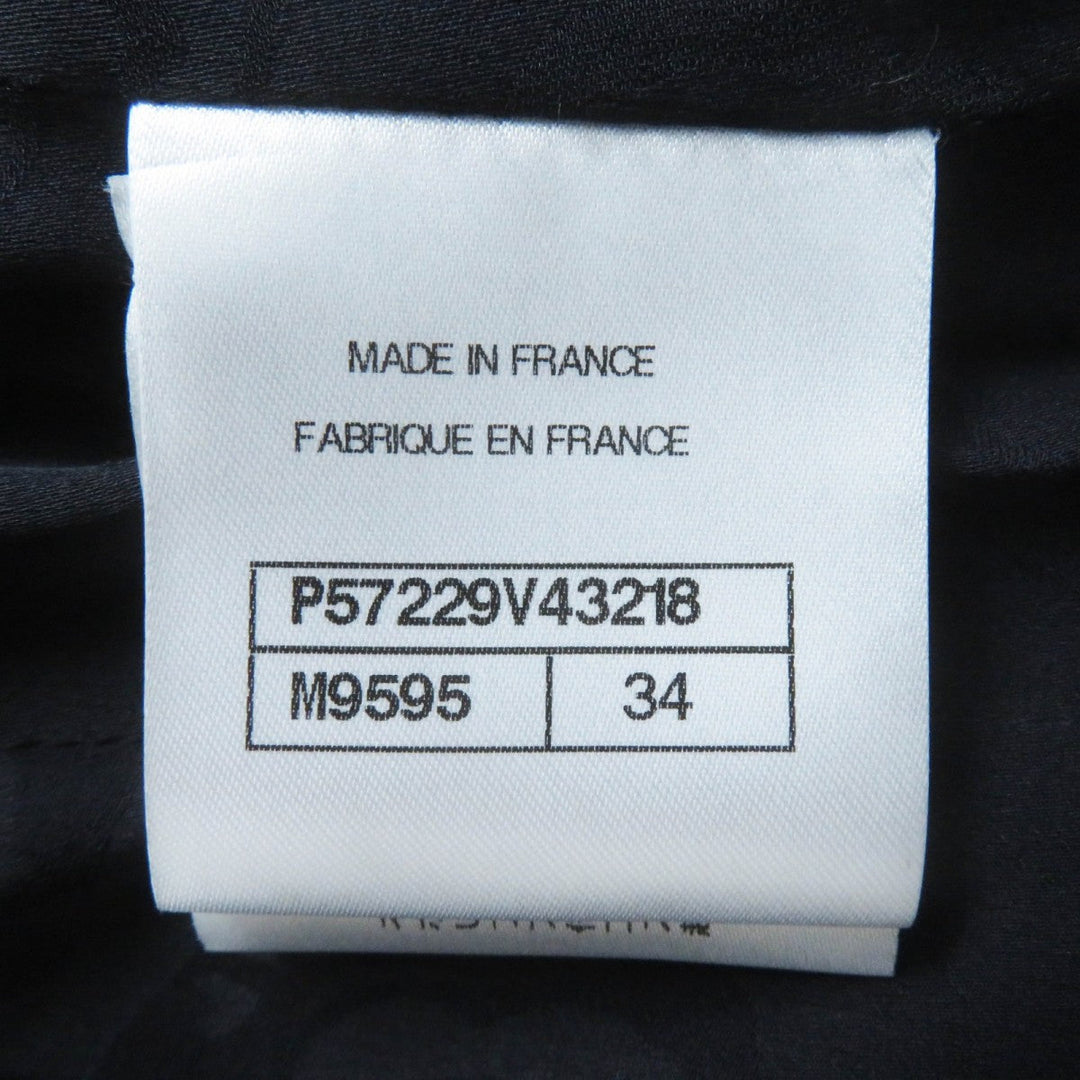 MADE IN FRANCE
FABRIQUE EN FRANCE
P57229V43218
M9595 34